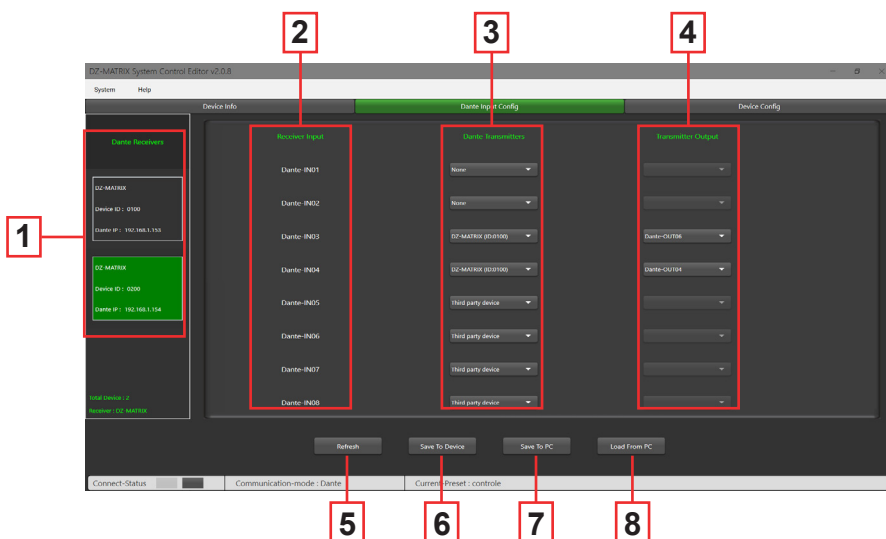 2 3 4
DZ-MATRIX System Control Editor v2.0.8
System Help
Device Info Dante Input Config Device Config
Dante Receivers
Receiver Input Dante Transmitters Transmitter Output
DZ-MATRIX
Device ID : 0100
Dante IP : 192.168.1.153
1
DZ-MATRIX
Device ID : 0200
Dante IP : 192.168.1.154
Dante-IN01 None
Dante-IN02 None
Dante-IN03 DZ-MATRIX (ID:0100) Dante-OUT06
Dante-IN04 DZ-MATRIX (ID:0100) Dante-OUT04
Dante-IN05 Third party device
Dante-IN06 Third party device
Dante-IN07 Third party device
Dante-IN08 Third party device
Total Device : 2
Receiver : DZ-MATRIX
Refresh Save To Device Save To PC Load From PC
Connect-Status Communication-mode : Dante Current-Preset : controle
5 6 7 8